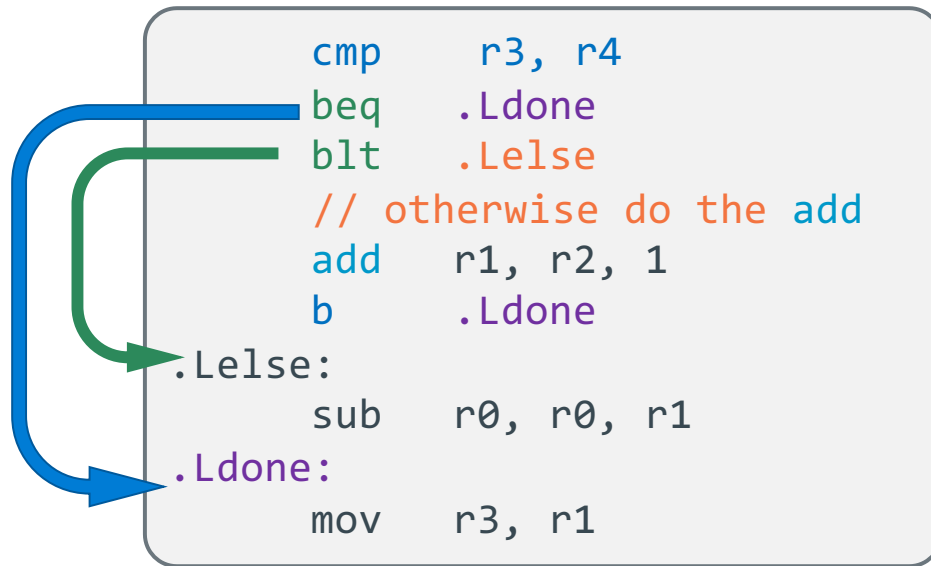 cmp r3, r4
beq .Ldone
blt .Lelse
// otherwise do the add
add r1, r2, 1
b .Ldone
.Lelse:
sub r0, r0, r1
.Ldone:
mov r3, r1